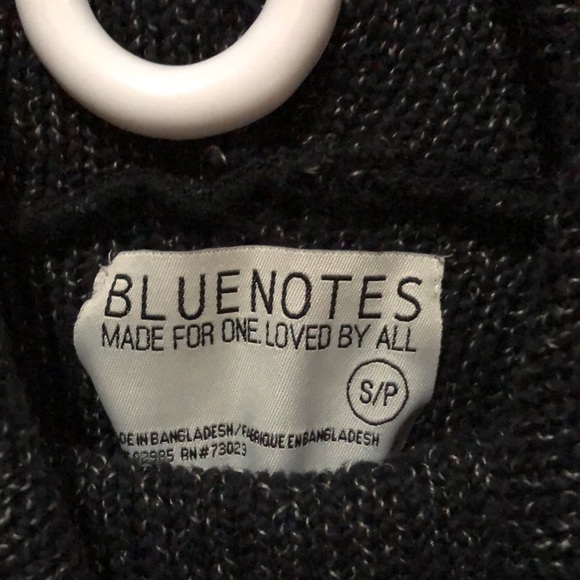 BLUENOTES
MADE FOR ONE. LOVED BY ALL
S/P
DE IN BANGLADESH/FABRIQUE EN BANGLADESH
02985 RN#73023